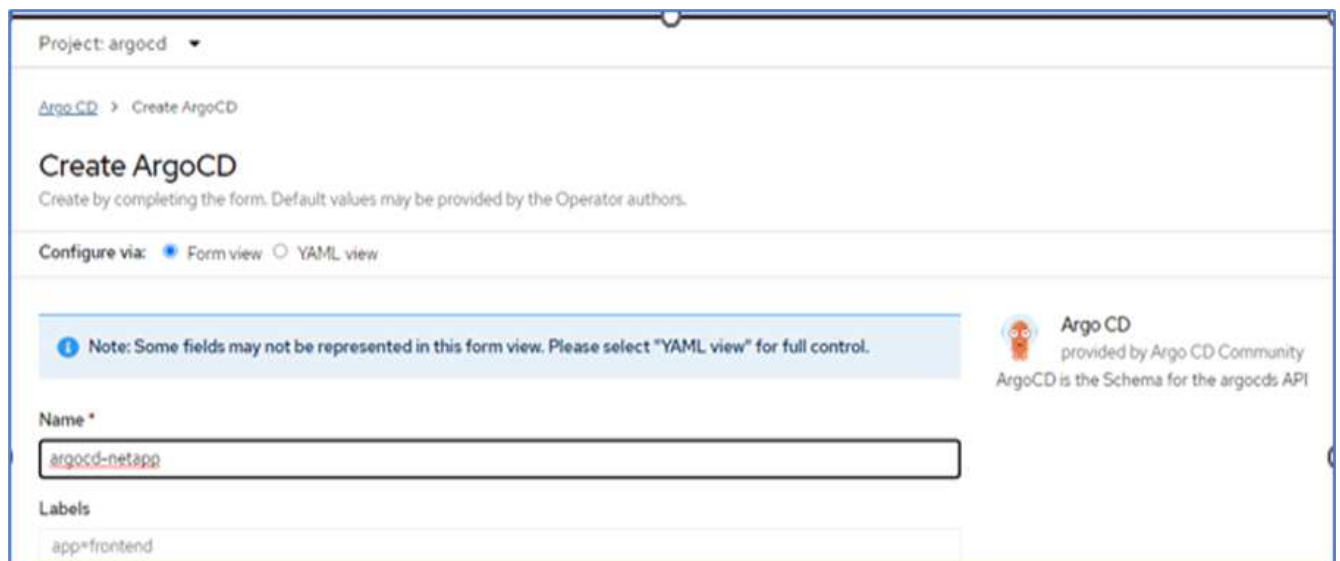 Project: argocd
Argo CD > Create ArgoCD
Create ArgoCD
Create by completing the form. Default values may be provided by the Operator authors.
Configure via: Form view YAML view
Note: Some fields may not be represented in this form view. Please select "YAML view" for full control.
Argo CD
provided by Argo CD Community
ArgoCD is the Schema for the argocds API
Name *
argocd-netapp
Labels
app=frontend